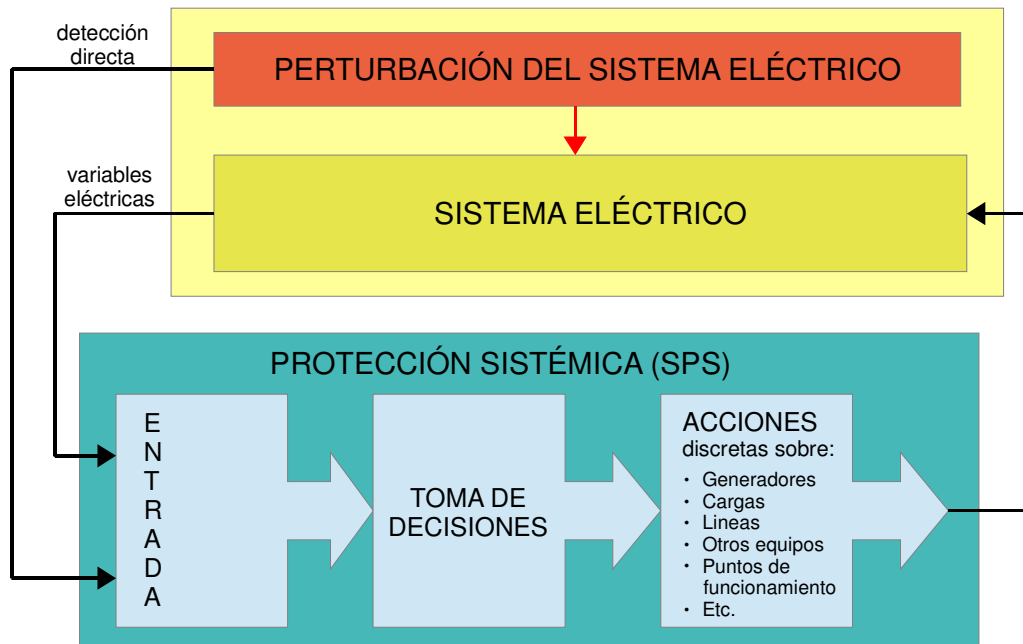 detección
directa
PERTURBACIÓN DEL SISTEMA ELÉCTRICO
variables
eléctricas
SISTEMA ELÉCTRICO
PROTECCIÓN SISTÉMICA (SPS)
E
N
T
R
A
D
A
TOMA DE
DECISIONES
ACCIONES
discretas sobre:
• Generadores
• Cargas
• Lineas
• Otros equipos
• Puntos de
funcionamiento
• Etc.